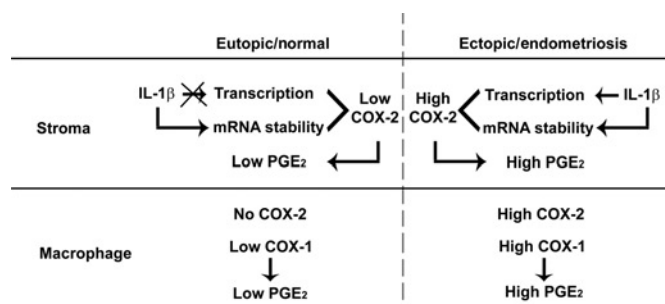 Eutopic/normal
Ectopic/endometriosis
Stroma
IL-1β Transcription
mRNA stability
Low COX-2
Low PGE2
High COX-2
Transcription IL-1β
mRNA stability
High PGE2
Macrophage
No COX-2
Low COX-1
Low PGE2
High COX-2
High COX-1
High PGE2